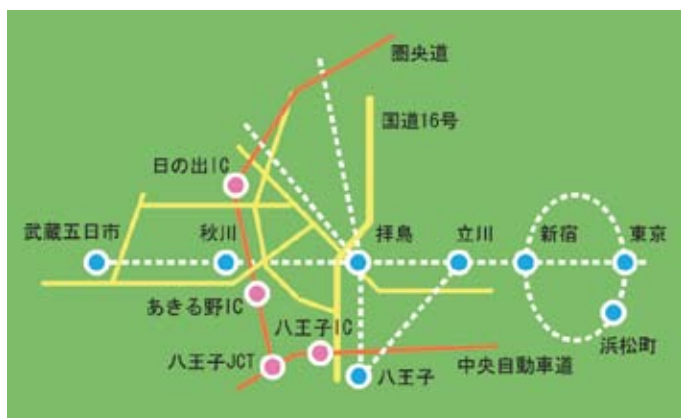 圏央道
国道16号
日の出IC
武蔵五日市
秋川
拝島
立川
新宿
東京
あきる野IC
八王子IC
浜松町
八王子JCT
八王子
中央自動車道